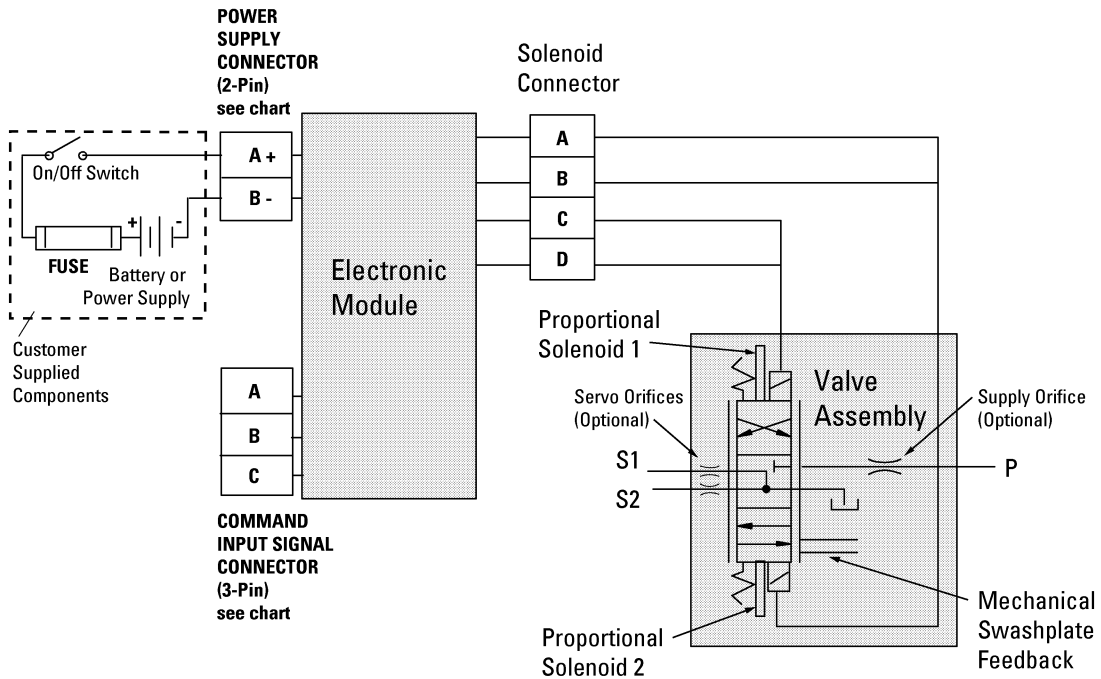 POWER
SUPPLY
CONNECTOR
(2-Pin)
see chart
Solenoid
Connector
On/Off Switch
A +
B -
FUSE
+
-
Battery or
Power Supply
Customer
Supplied
Components
Electronic
Module
A
B
C
D
A
B
C
COMMAND
INPUT SIGNAL
CONNECTOR
(3-Pin)
see chart
Proportional
Solenoid 1
Servo Orifices
(Optional)
Valve
Assembly
Supply Orifice
(Optional)
S1
S2
P
Proportional
Solenoid 2
Mechanical
Swashplate
Feedback